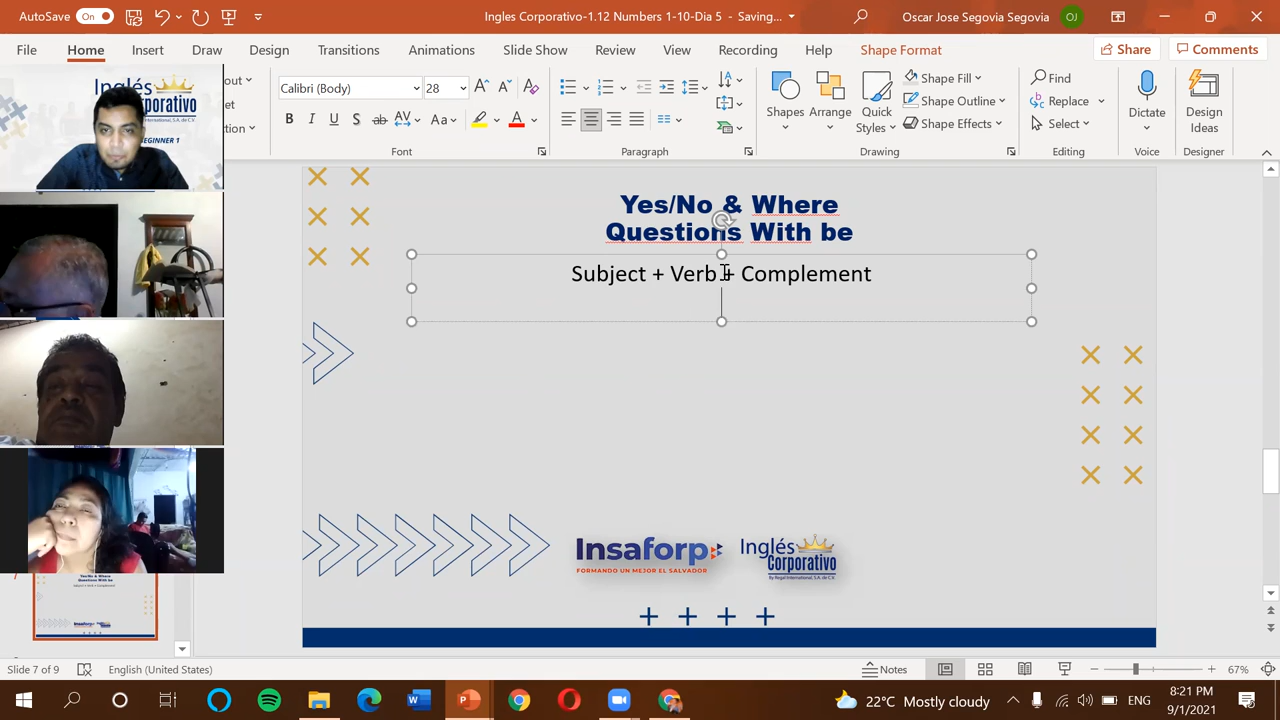 AutoSave
On
Ingles Corporativo-1.12 Numbers 1-10-Dia 5 - Saving...
Oscar Jose Segovia Segovia
OJ
File
Home
Insert
Draw
Design
Transitions
Animations
Slide Show
Review
View
Recording
Help
Shape Format
Share
Comments
Calibri (Body)
28
Font
Paragraph
Shapes
Arrange
Quick
Styles
Shape Fill
Shape Outline
Shape Effects
Drawing
Find
Replace
Select
Editing
Dictate
Voice
Design
Ideas
Designer
Yes/No & Where
Questions With be
Subject + Verb + Complement
Insaforp
FORMANDO UN MEJOR EL SALVADOR
Inglés
Corporativo
By Regal International, S.A. de C.V.
Slide 7 of 9
English (United States)
Notes
67%
22°C Mostly cloudy
ENG
8:21 PM
9/1/2021